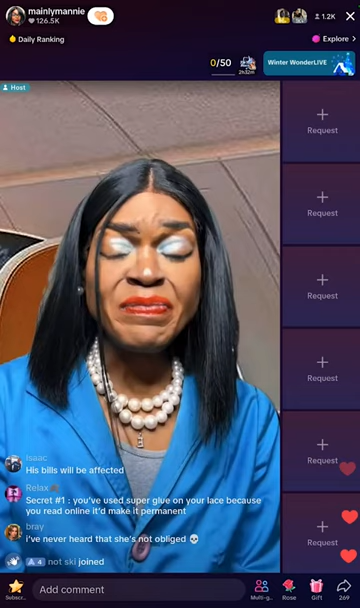 mainlymannie
126.5K
1.2K
Daily Ranking
Explore >
0/50
2h32m
Winter WonderLIVE
Host
Request
Request
Request
Request
Request
Request
Isaac
His bills will be affected
Relax
Secret #1 : you've used super glue on your lace because
you read online it'd make it permanent
bray
i've never heard that she's not obliged 💀
4 not ski joined
Subscr...
Add comment
Multi-g...
Rose
Gift
269